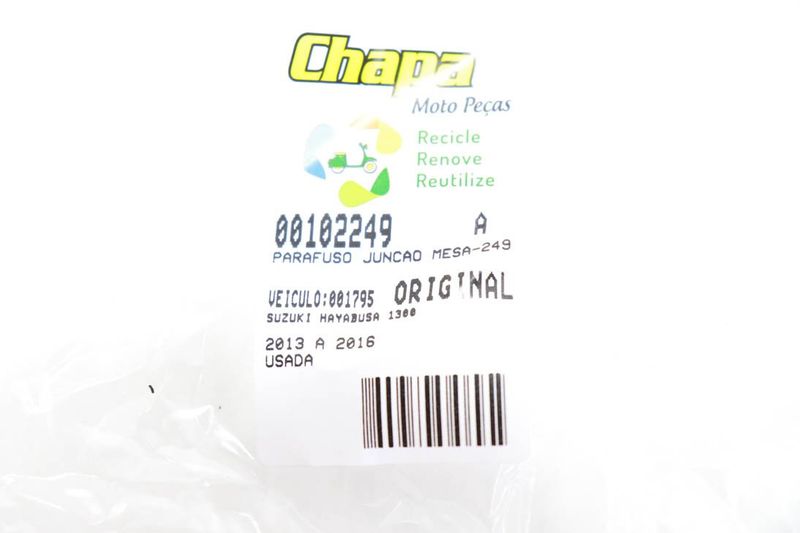 Chapa
Moto Peças
Recicle
Renove
Reutilize
00102249 A
PARAFUSO JUNCAO MESA-249
VEICULO:001795 ORIGINAL
SUZUKI HAYABUSA 1300
2013 A 2016
USADA